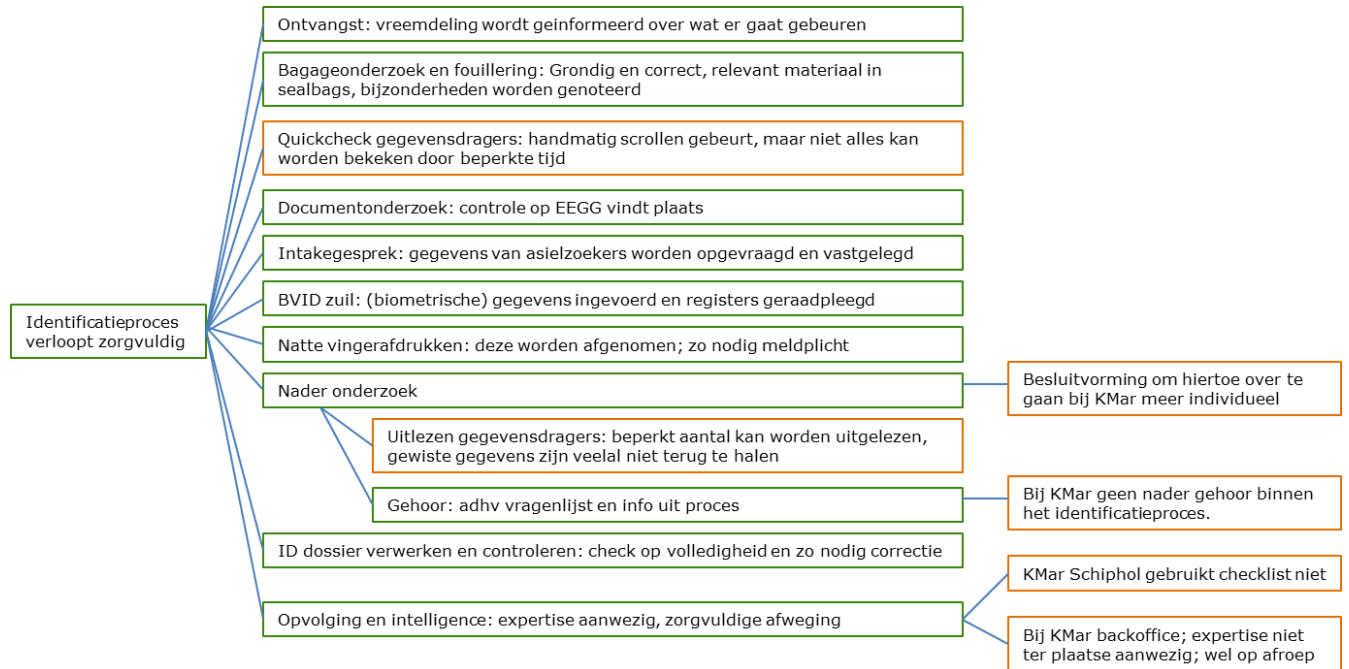 Ontvangst: vreemdeling wordt geinformeerd over wat er gaat gebeuren
Bagageonderzoek en fouillering: Grondig en correct, relevant materiaal in
sealbags, bijzonderheden worden genoteerd
Quickcheck gegevensdragers: handmatig scrollen gebeurt, maar niet alles kan
worden bekeken door beperkte tijd
Documentonderzoek: controle op EEGG vindt plaats
Intakegesprek: gegevens van asielzoekers worden opgevraagd en vastgelegd
BVID zuil: (biometrische) gegevens ingevoerd en registers geraadpleegd
Identificatieproces
verloopt zorgvuldig
Natte vingerafdrukken: deze worden afgenomen; zo nodig meldplicht
Nader onderzoek
Besluitvorming om hiertoe over te
gaan bij KMar meer individueel
Uitlezen gegevensdragers: beperkt aantal kan worden uitgelezen,
gewiste gegevens zijn veelal niet terug te halen
Gehoor: adhv vragenlijst en info uit proces
Bij KMar geen nader gehoor binnen
het identificatieproces.
ID dossier verwerken en controleren: check op volledigheid en zo nodig correctie
Opvolging en intelligence: expertise aanwezig, zorgvuldige afweging
KMar Schiphol gebruikt checklist niet
Bij KMar backoffice; expertise niet
ter plaatse aanwezig; wel op afroep